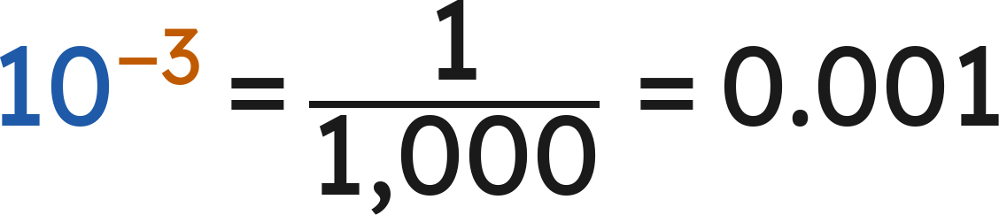 10⁻³ = 1/1,000 = 0.001